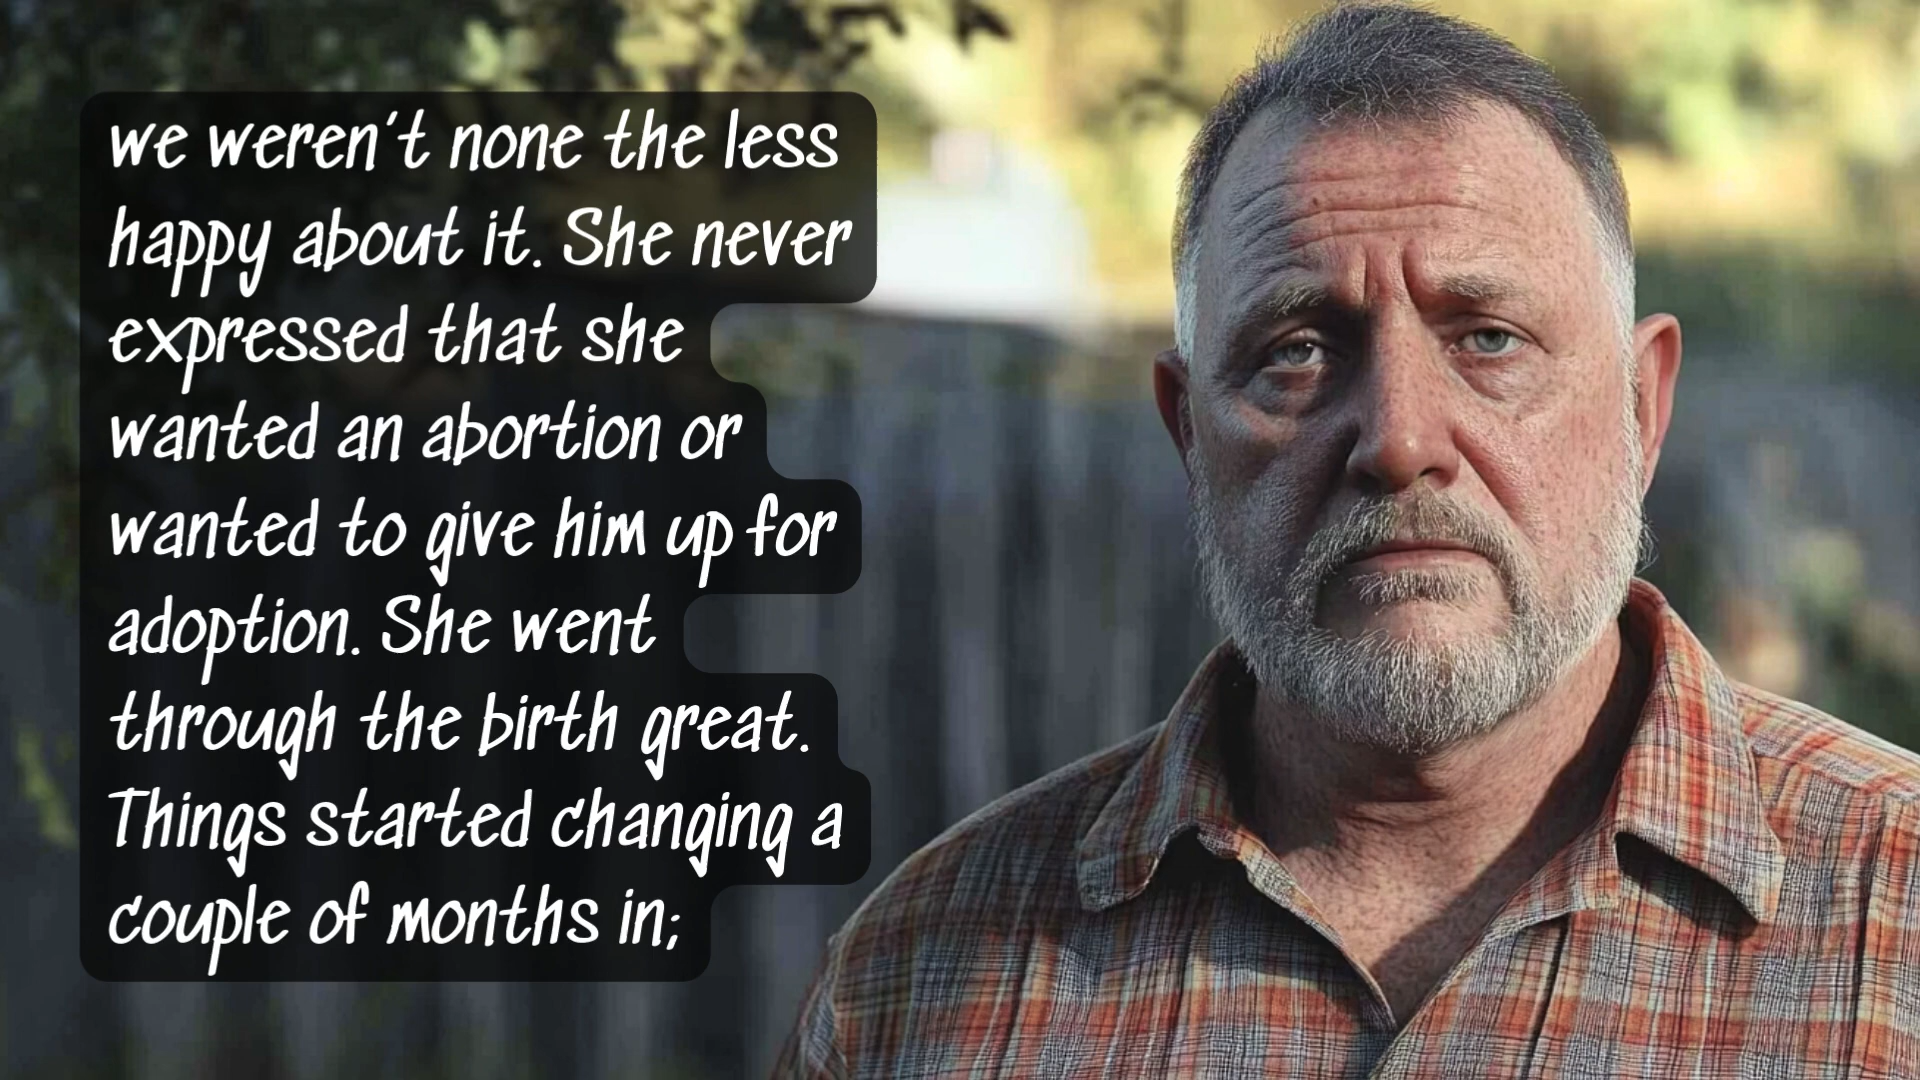 we weren't none the less
happy about it. She never
expressed that she
wanted an abortion or
wanted to give him up for
adoption. She went
through the birth great.
Things started changing a
couple of months in;